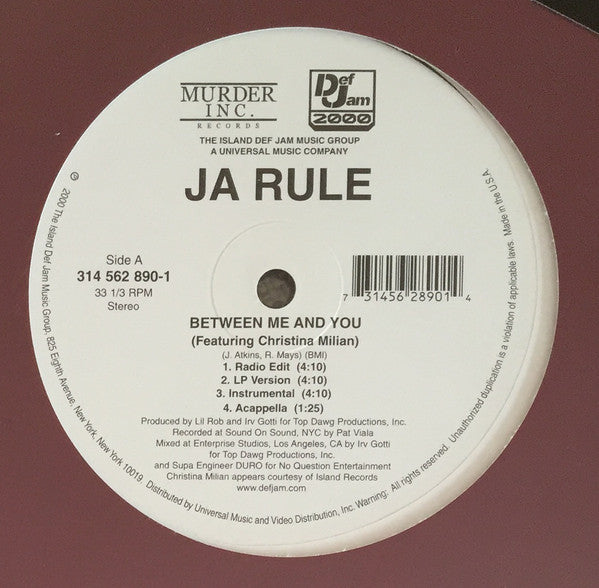 MURDER
INC.
RECORDS
Def
Jam
2000
THE ISLAND DEF JAM MUSIC GROUP
A UNIVERSAL MUSIC COMPANY
JA RULE
Side A
314 562 890-1
33 1/3 RPM
Stereo
7 31456 28901 4
BETWEEN ME AND YOU
(Featuring Christina Milian)
(J. Atkins, R. Mays) (BMI)
1. Radio Edit (4:10)
2. LP Version (4:10)
3. Instrumental (4:10)
4. Acappella (1:25)
Produced by Lil Rob and Irv Gotti for Top Dawg Productions, Inc.
Recorded at Sound On Sound, NYC by Pat Viala
Mixed at Enterprise Studios, Los Angeles, CA by Irv Gotti
for Top Dawg Productions, Inc.
and Supa Engineer DURO for No Question Entertainment
Christina Milian appears courtesy of Island Records
www.defjam.com
℗ 2000 The Island Def Jam Music Group, 825 Eighth Avenue, New York, New York 10019. Distributed by Universal Music and Video Distribution, Inc. Warning: All rights reserved. Unauthorized duplication is a violation of applicable laws. Made in the U.S.A.